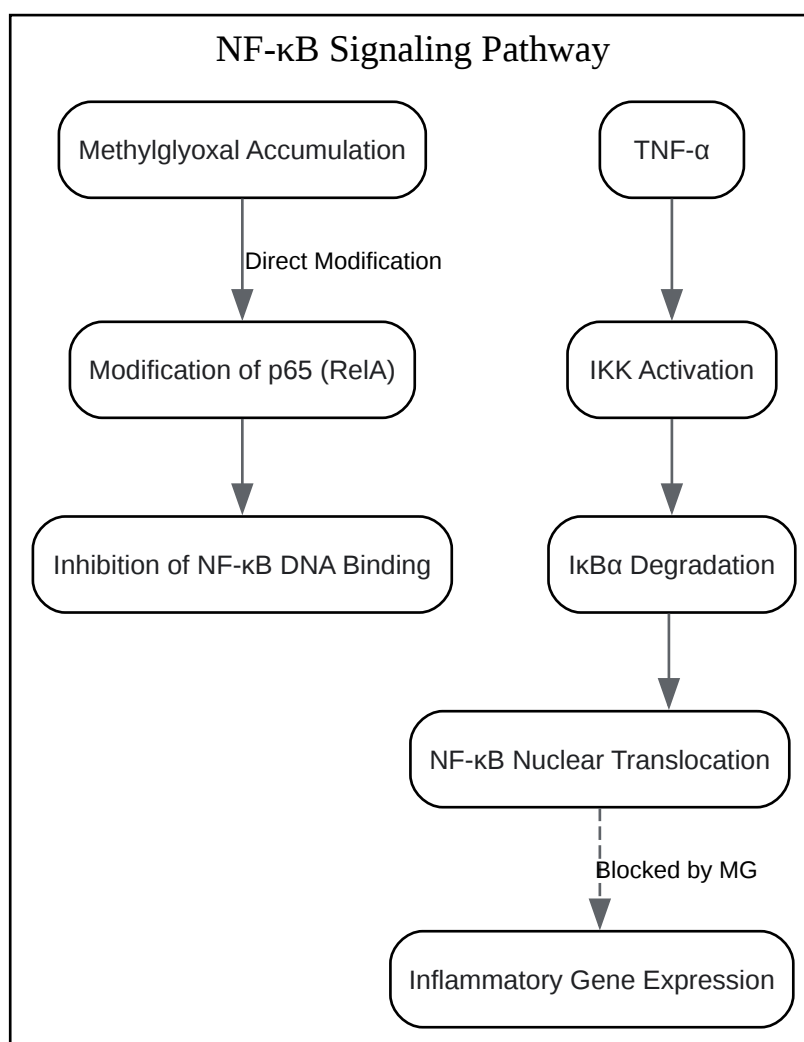 NF-κB Signaling Pathway
Methylglyoxal Accumulation
TNF-α
Direct Modification
Modification of p65 (RelA)
IKK Activation
Inhibition of NF-κB DNA Binding
IκBα Degradation
NF-κB Nuclear Translocation
Blocked by MG
Inflammatory Gene Expression